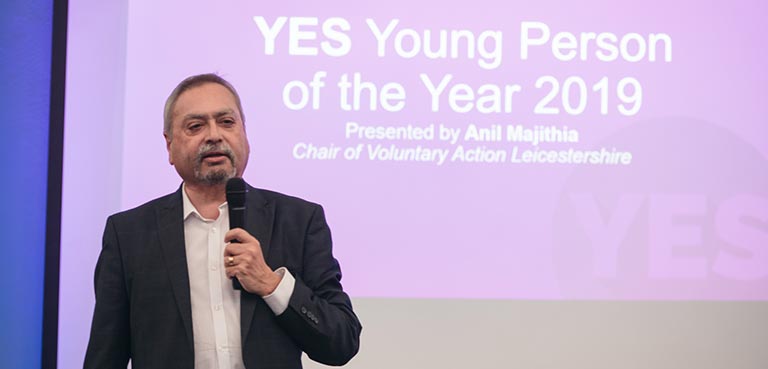 YES Young Person
of the Year 2019
Presented by Anil Majithia
Chair of Voluntary Action Leicestershire
YES